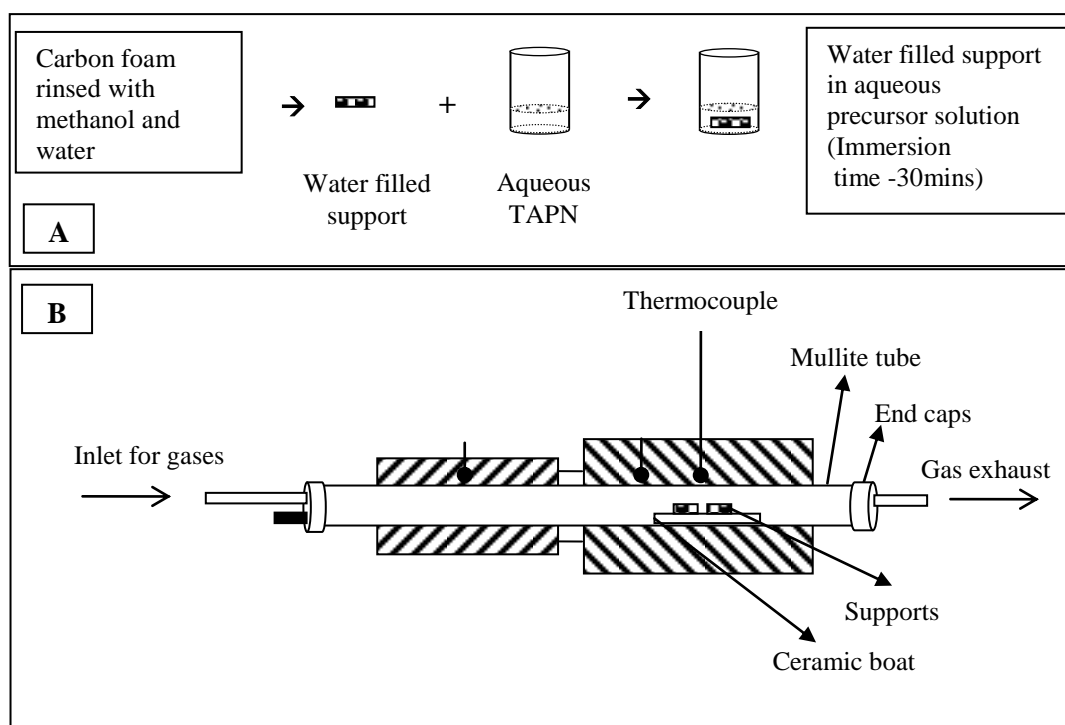 Carbon foam
rinsed with
methanol and
water
+
Water filled
support
Aqueous
TAPN
Water filled support
in aqueous
precursor solution
(Immersion
time -30mins)
A
B
Thermocouple
Mullite tube
End caps
Inlet for gases
Gas exhaust
Supports
Ceramic boat